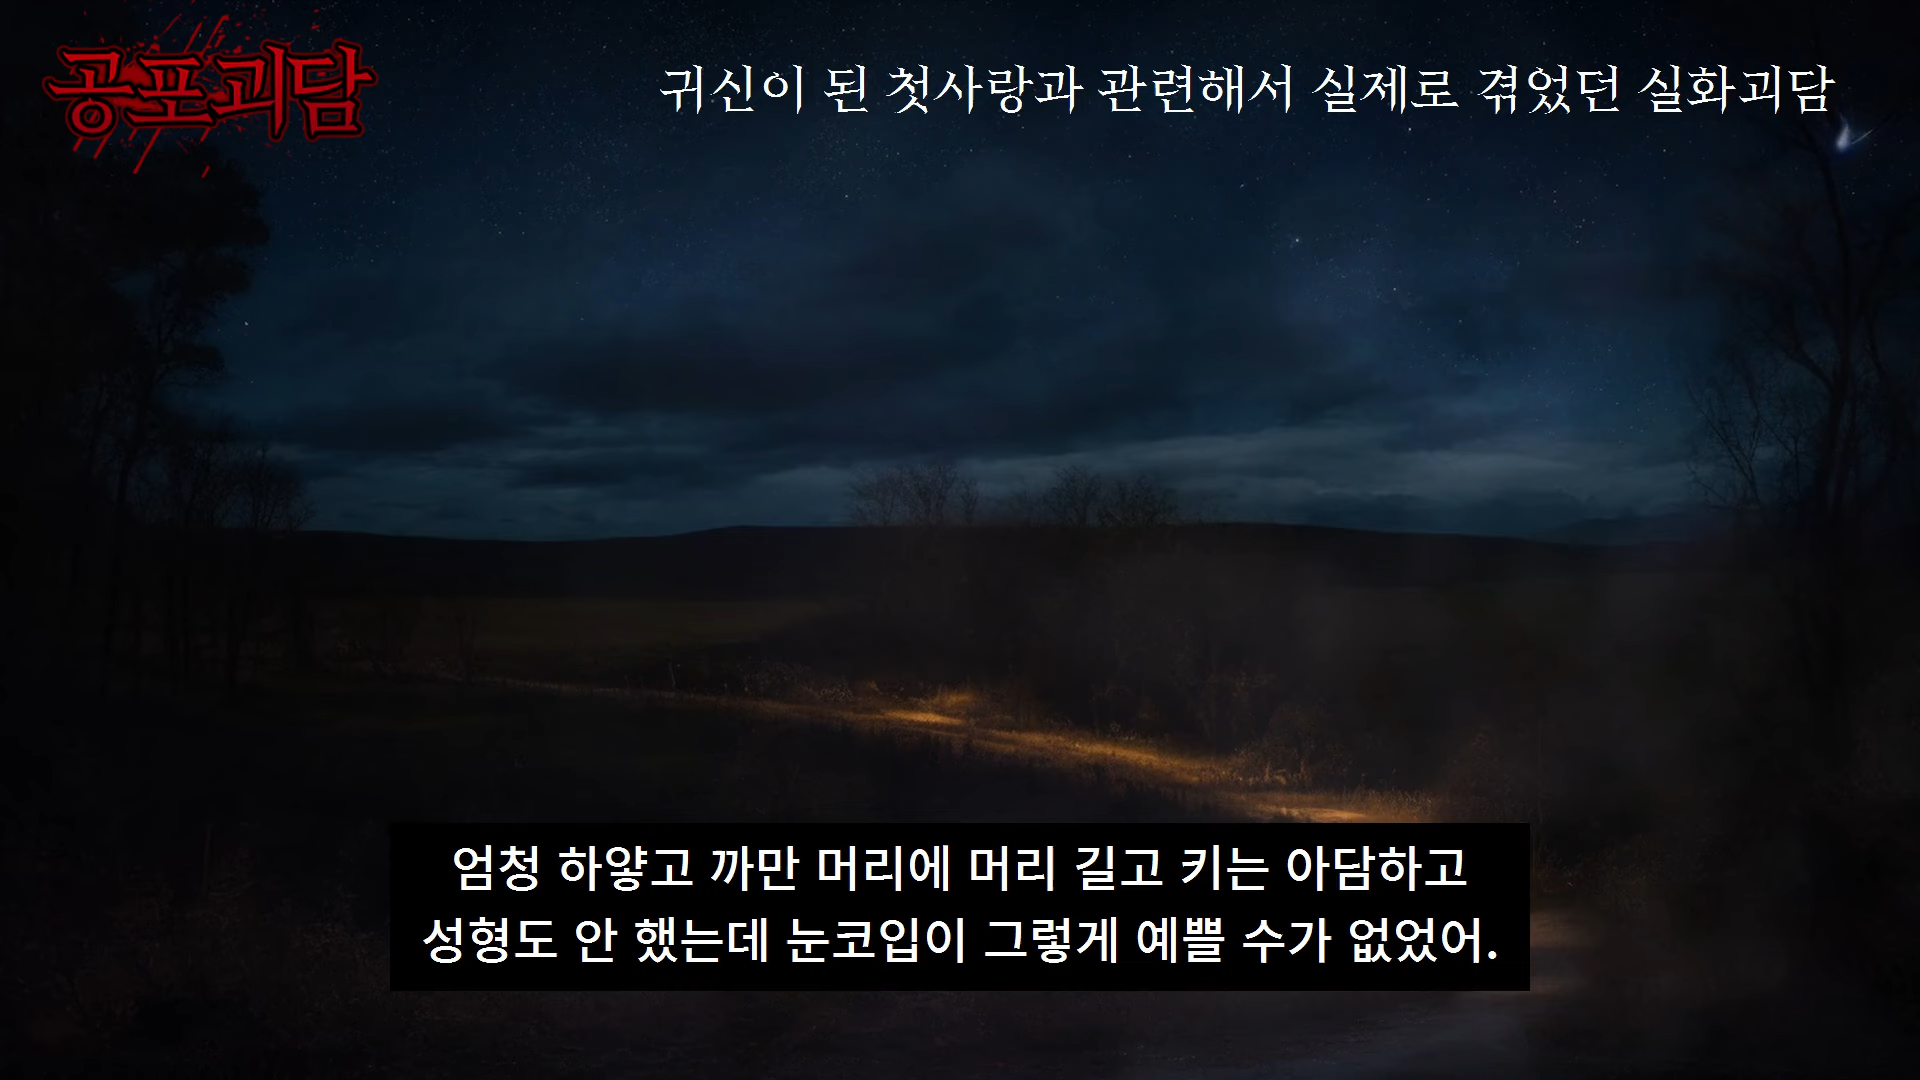 공포괴담
귀신이 된 첫사랑과 관련해서 실제로 겪었던 실화괴담
엄청 하얗고 까만 머리에 머리 길고 키는 아담하고
성형도 안 했는데 눈코입이 그렇게 예쁠 수가 없었어.